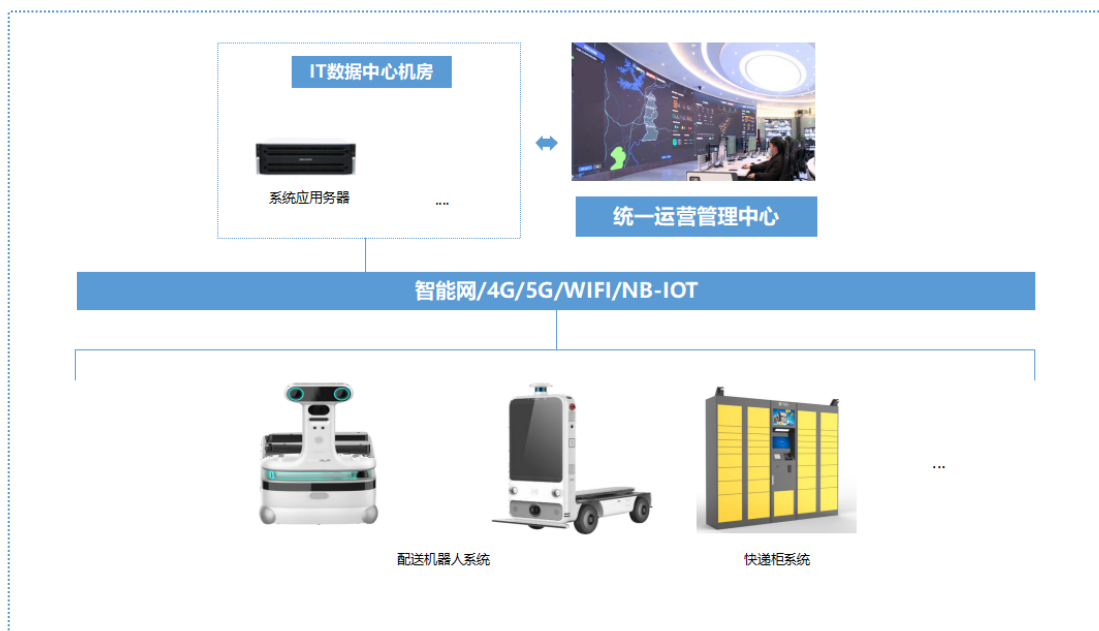 IT数据中心机房
系统应用务器
....
统一运营管理中心
智能网/4G/5G/WIFI/NB-IOT
...
配送机器人系统
快递柜系统